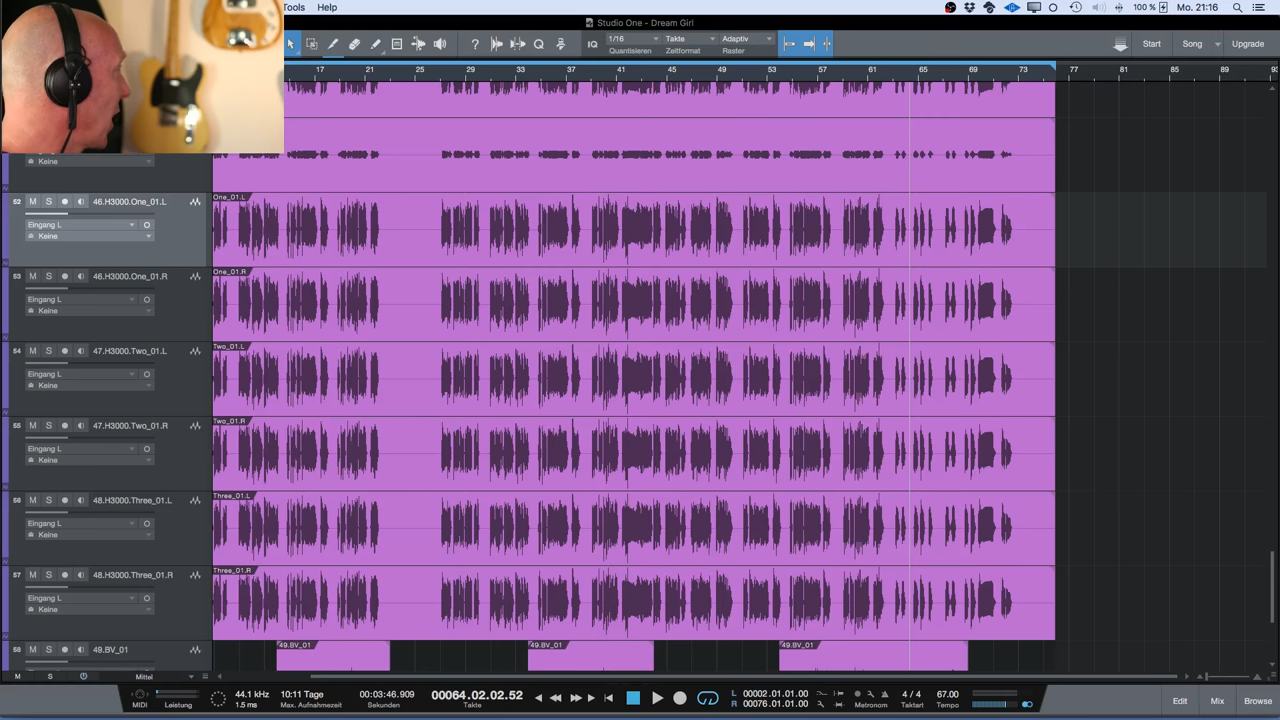 Tools Help
100 % Mo. 21:16
Studio One - Dream Girl
IQ 1/16 Takte Adaptiv
Quantisieren Zeitformat Raster
Start Song Upgrade
17 21 25 29 33 37 41 45 49 53 57 61 65 69 73 77 81 85 89 93
Keine
52 M S 46.H3000.One_01.L
Eingang L
Keine
One_01.L
53 M S 46.H3000.One_01.R
Eingang L
Keine
One_01.R
54 M S 47.H3000.Two_01.L
Eingang L
Keine
Two_01.L
55 M S 47.H3000.Two_01.R
Eingang L
Keine
Two_01.R
56 M S 48.H3000.Three_01.L
Eingang L
Keine
Three_01.L
57 M S 48.H3000.Three_01.R
Eingang L
Keine
Three_01.R
58 M S 49.BV_01
49.BV_01 49.BV_01 49.BV_01
M S Mittel
MIDI Leistung
44.1 kHz
1.5 ms
10:11 Tage
Max. Aufnahmezeit
00:03:46.909
Sekunden
00064.02.02.52
Takte
L 00002.01.01.00
R 00076.01.01.00
Metronom
4 / 4
Taktart
67.00
Tempo
Edit Mix Browse